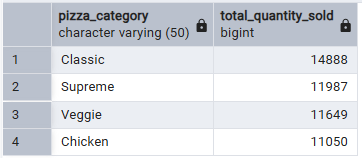 pizza_category total_quantity_sold
character varying (50) bigint
1 Classic 14888
2 Supreme 11987
3 Veggie 11649
4 Chicken 11050